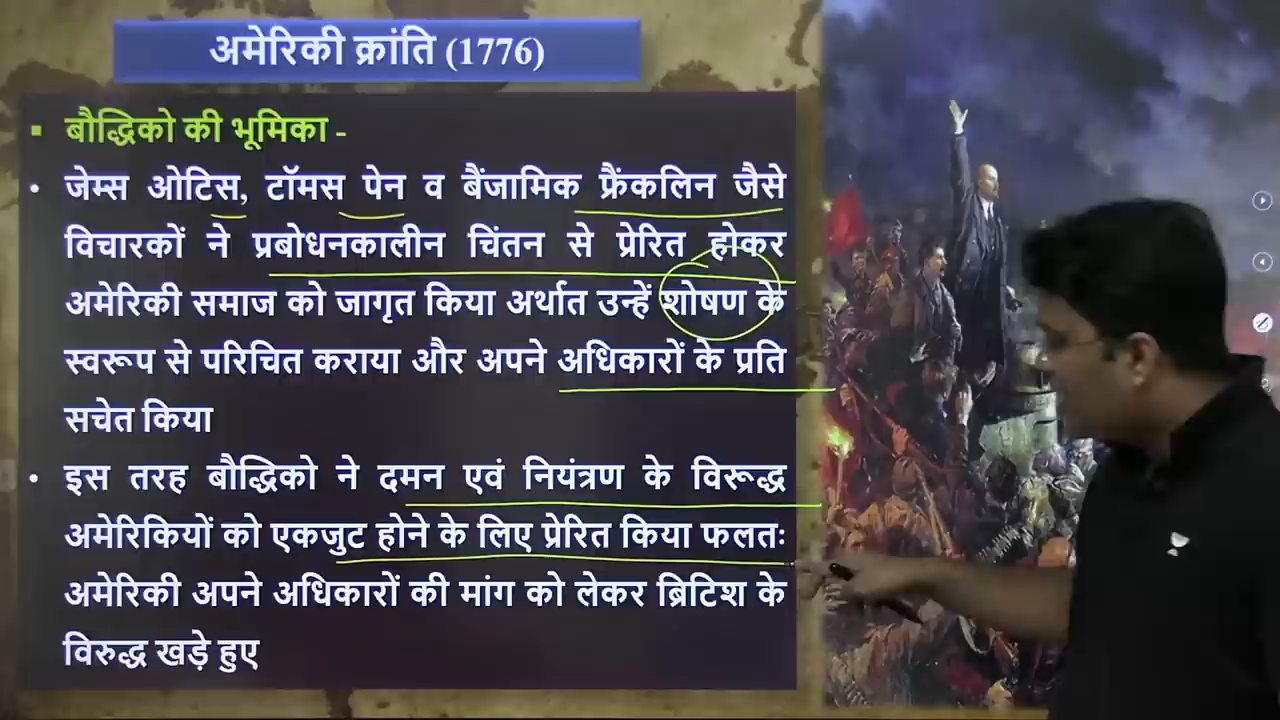 अमेरिकी क्रांति (1776)
बौद्धिको की भूमिका -
जेम्स ओटिस, टॉमस पेन व बैंजामिक फ्रैंकलिन जैसे
विचारकों ने प्रबोधनकालीन चिंतन से प्रेरित होकर
अमेरिकी समाज को जागृत किया अर्थात उन्हें शोषण के
स्वरूप से परिचित कराया और अपने अधिकारों के प्रति
सचेत किया
इस तरह बौद्धिको ने दमन एवं नियंत्रण के विरूद्ध
अमेरिकियों को एकजुट होने के लिए प्रेरित किया फलतः
अमेरिकी अपने अधिकारों की मांग को लेकर ब्रिटिश के
विरुद्ध खड़े हुए